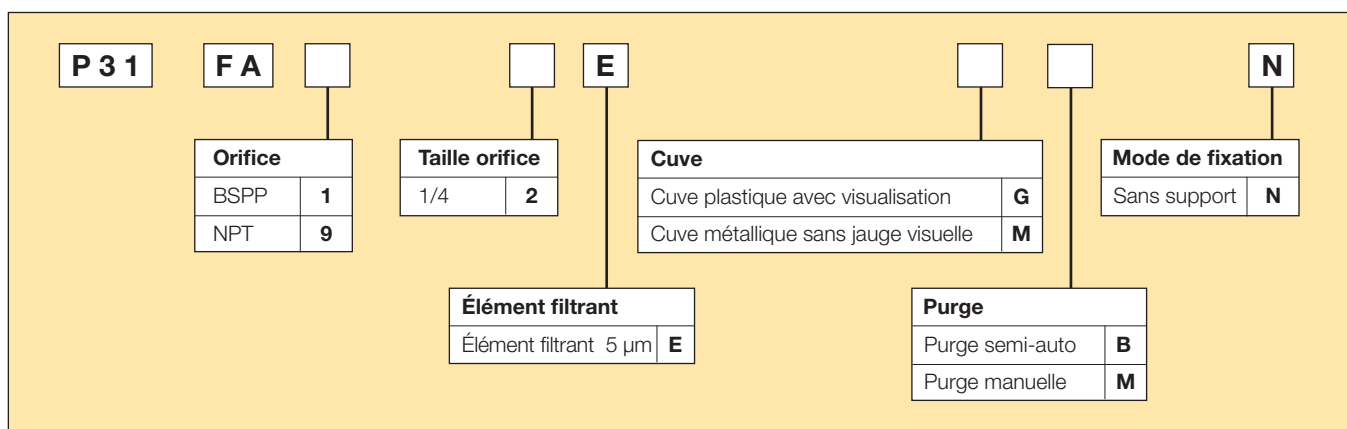 P 3 1 F A E N
Orifice
BSPP 1
NPT 9
Taille orifice
1/4 2
Cuve
Cuve plastique avec visualisation G
Cuve métallique sans jauge visuelle M
Mode de fixation
Sans support N
Élément filtrant
Élément filtrant 5 µm E
Purge
Purge semi-auto B
Purge manuelle M